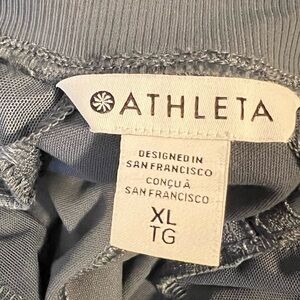 ATHLETA
DESIGNED IN
SAN FRANCISCO
CONÇU À
SAN FRANCISCO
XL
TG